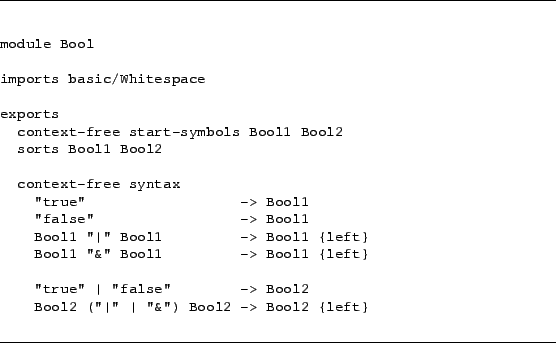 module Bool
imports basic/Whitespace
exports
context-free start-symbols Bool1 Bool2
sorts Bool1 Bool2
context-free syntax
"true" -> Bool1
"false" -> Bool1
Bool1 "|" Bool1 -> Bool1 {left}
Bool1 "&" Bool1 -> Bool1 {left}
"true" | "false" -> Bool2
Bool2 ("|" | "&") Bool2 -> Bool2 {left}